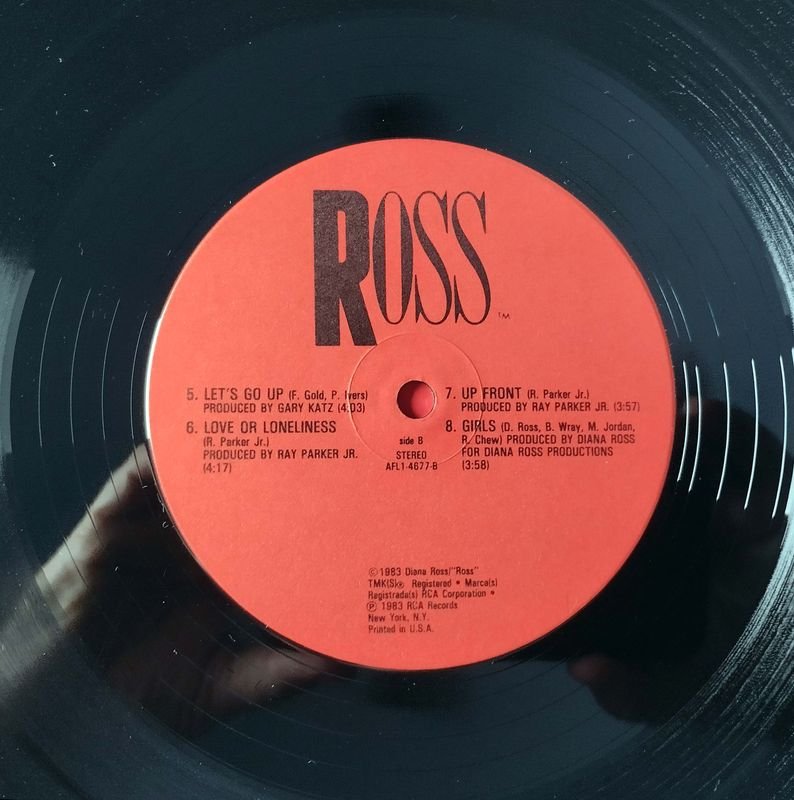 ROSS
TM
5. LET'S GO UP (F. Gold, P. Ivers)
PRODUCED BY GARY KATZ (4:03)
6. LOVE OR LONELINESS
(R. Parker Jr.)
PRODUCED BY RAY PARKER JR.
(4:17)
side B
STEREO
AFL1-4677-B
7. UP FRONT (R. Parker Jr.)
PRODUCED BY RAY PARKER JR. (3:57)
8. GIRLS (D. Ross, B. Wray, M. Jordan,
R. Chew) PRODUCED BY DIANA ROSS
FOR DIANA ROSS PRODUCTIONS
(3:58)
©1983 Diana Ross/"Ross"
TMK(S)® Registered • Marca(s)
Registrada(s) RCA Corporation •
℗ 1983 RCA Records
New York, N.Y.
Printed in U.S.A.